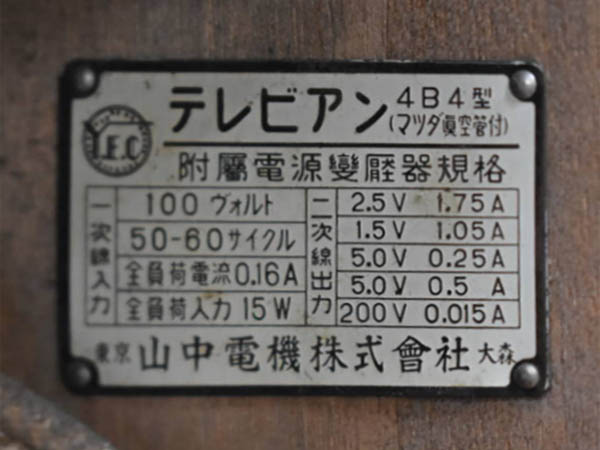 I.F.C
テレビアン 4B4型
(マツダ眞空管付)
附屬電源變壓器規格
一次線入力
100 ヴォルト
50-60サイクル
全負荷電流0.16A
全負荷入力 15W
二次線出力
2.5V 1.75A
1.5V 1.05A
5.0V 0.25A
5.0V 0.5 A
200V 0.015A
東京 山中電機株式會社 大森